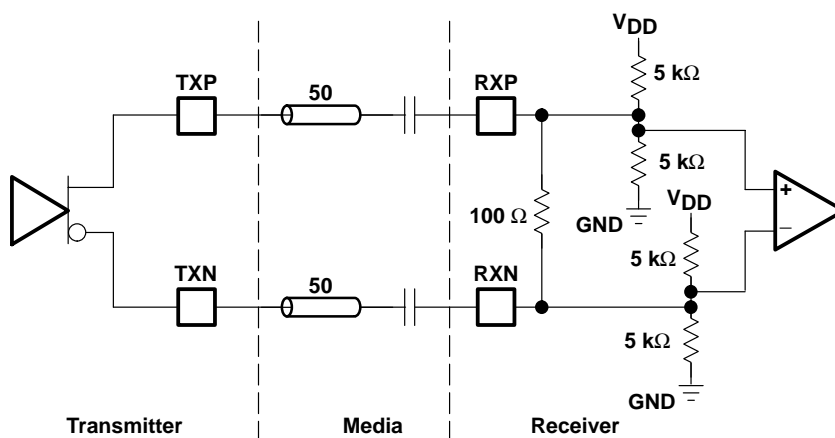 VDD
5 kΩ
TXP
50
RXP
5 kΩ
+
VDD
100 Ω
GND
−
5 kΩ
TXN
50
RXN
5 kΩ
GND
Transmitter
Media
Receiver